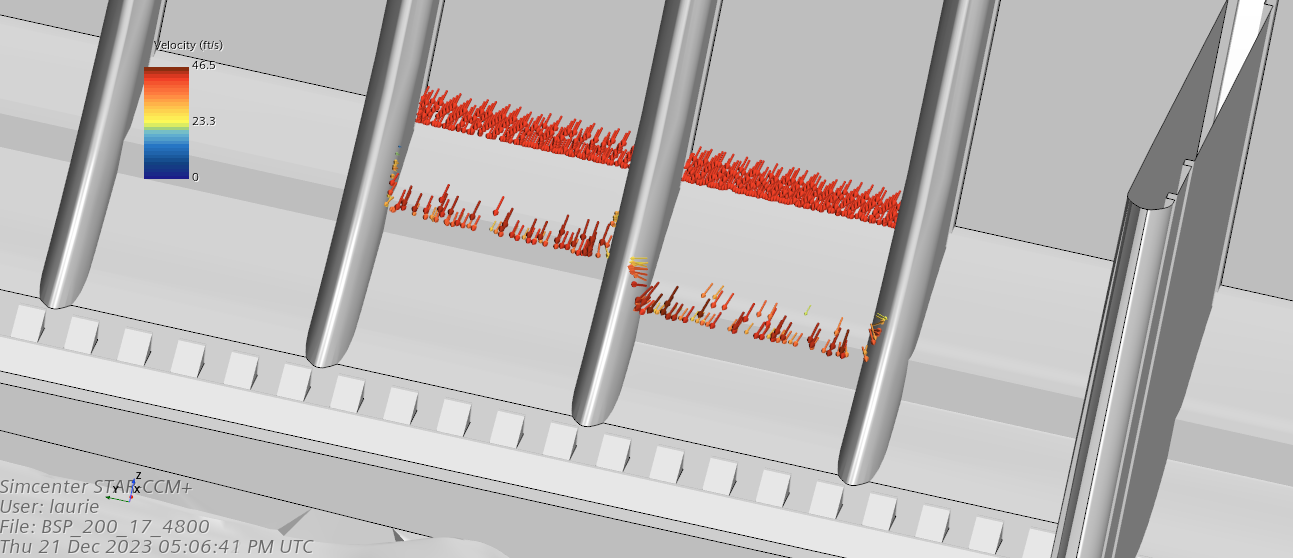 Velocity (ft/s)
46.5
23.3
0
Z
Y X
Simcenter STAR-CCM+
User: laurie
File: BSP_200_17_4800
Thu 21 Dec 2023 05:06:41 PM UTC